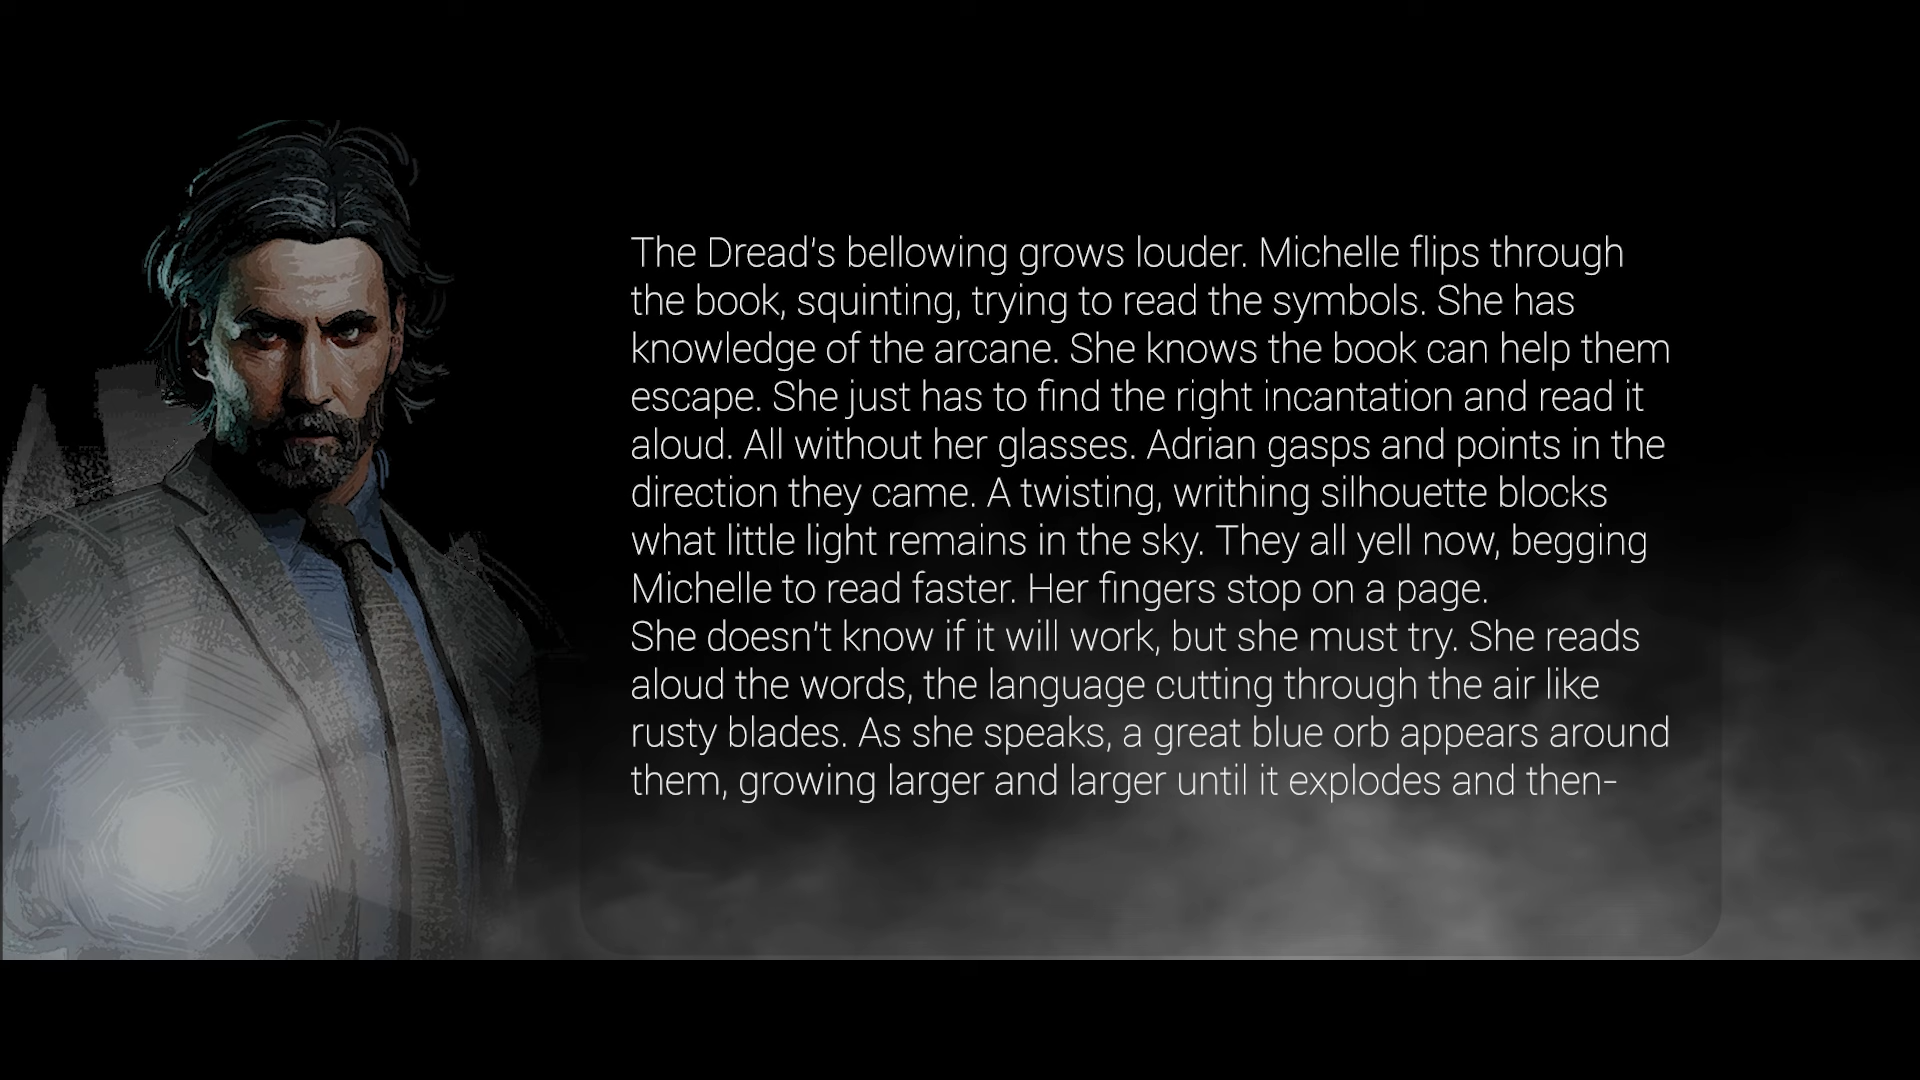 The Dread's bellowing grows louder. Michelle flips through
the book, squinting, trying to read the symbols. She has
knowledge of the arcane. She knows the book can help them
escape. She just has to find the right incantation and read it
aloud. All without her glasses. Adrian gasps and points in the
direction they came. A twisting, writhing silhouette blocks
what little light remains in the sky. They all yell now, begging
Michelle to read faster. Her fingers stop on a page.
She doesn't know if it will work, but she must try. She reads
aloud the words, the language cutting through the air like
rusty blades. As she speaks, a great blue orb appears around
them, growing larger and larger until it explodes and then-